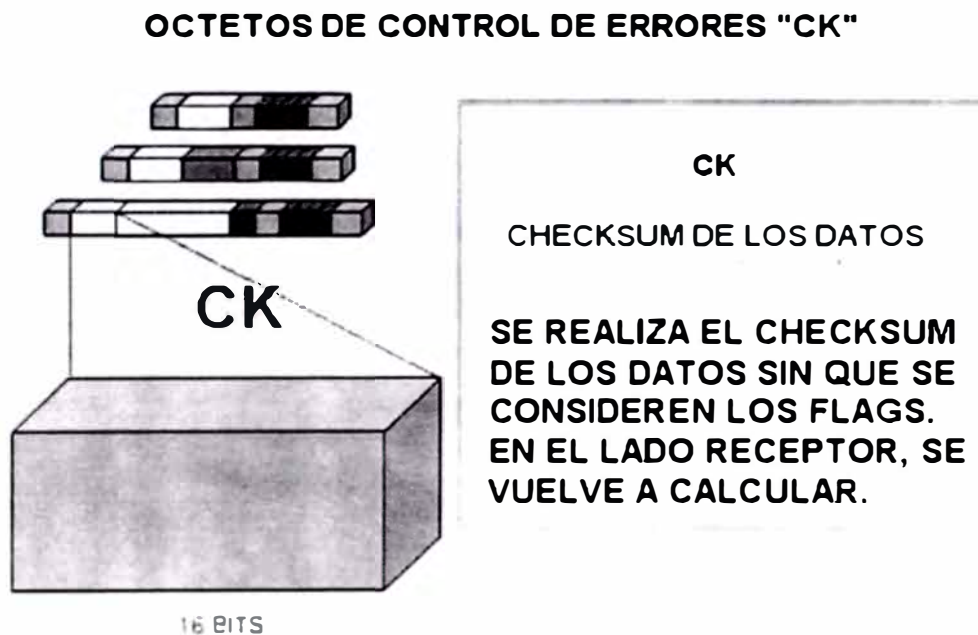 OCTETOS DE CONTROL DE ERRORES "CK"
CK
CHECKSUM DE LOS DATOS
SE REALIZA EL CHECKSUM
DE LOS DATOS SIN QUE SE
CONSIDEREN LOS FLAGS.
EN EL LADO RECEPTOR, SE
VUELVE A CALCULAR.
CK
16 BITS